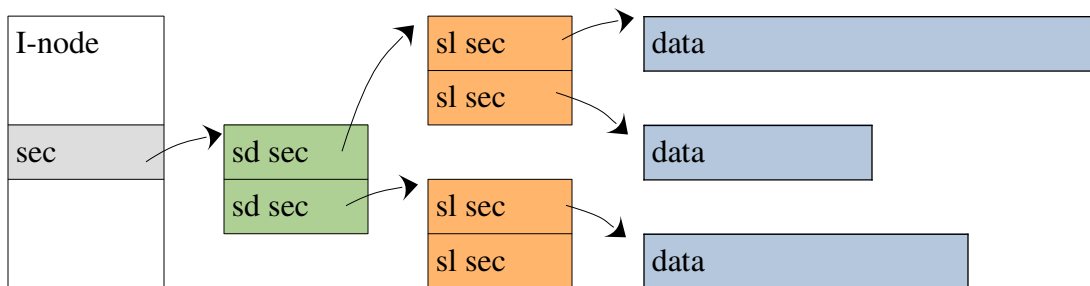 I-node
sec
sd sec
sd sec
sl sec
sl sec
sl sec
sl sec
data
data
data